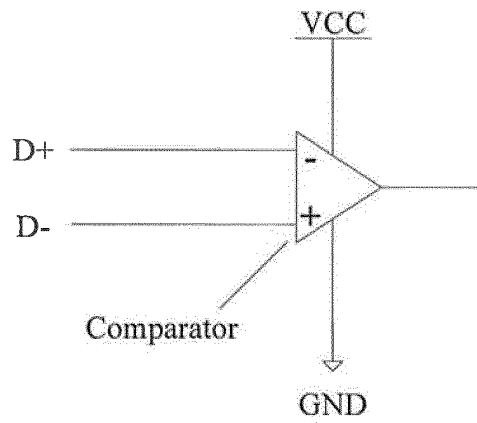 VCC
D+
-
D-
+
Comparator
GND